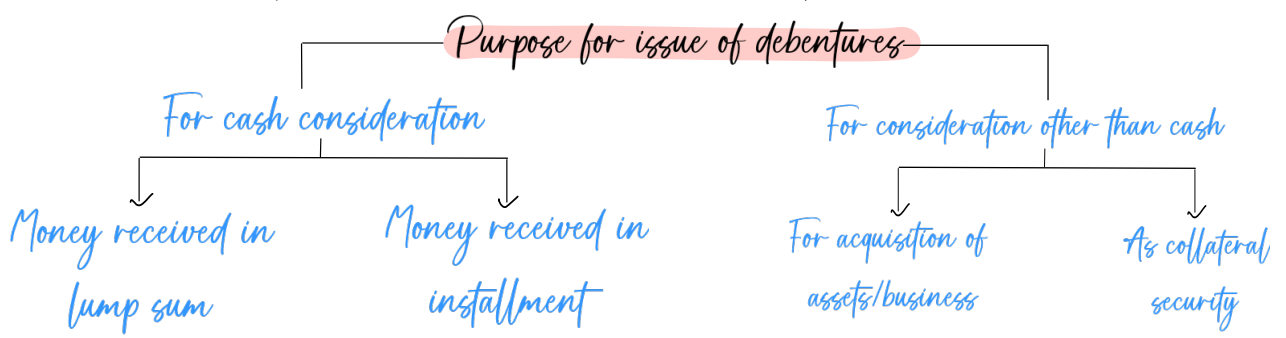 Purpose for issue of debentures
For cash consideration
For consideration other than cash
Money received in
lump sum
Money received in
installment
For acquisition of
assets/business
As collateral
security